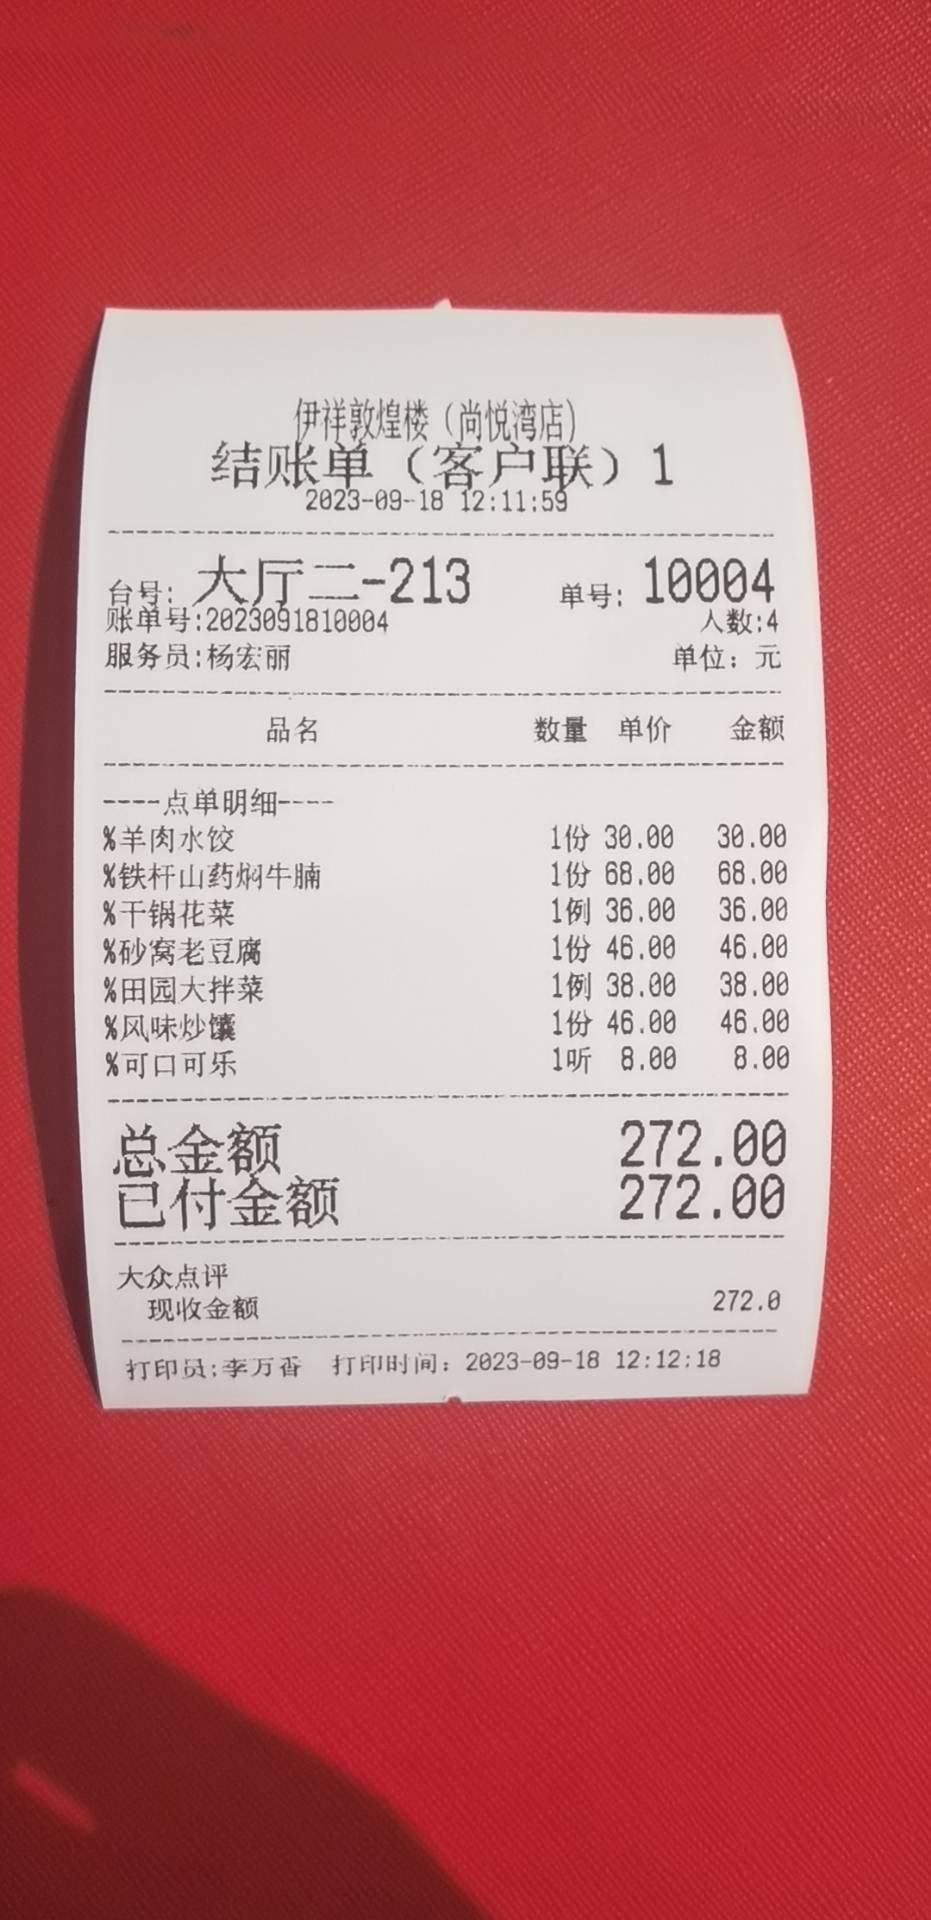 伊祥敦煌楼（尚悦湾店）
结账单（客户联）1
2023-09-18 12:11:59
台号: 大厅二-213 单号: 10004
账单号:2023091810004 人数:4
服务员:杨宏丽 单位: 元
品名 数量 单价 金额
----点单明细----
%羊肉水饺 1份 30.00 30.00
%铁杆山药焖牛腩 1份 68.00 68.00
%干锅花菜 1例 36.00 36.00
%砂窝老豆腐 1份 46.00 46.00
%田园大拌菜 1例 38.00 38.00
%风味炒馕 1份 46.00 46.00
%可口可乐 1听 8.00 8.00
总金额 272.00
已付金额 272.00
大众点评
现收金额 272.0
打印员:李万香 打印时间: 2023-09-18 12:12:18